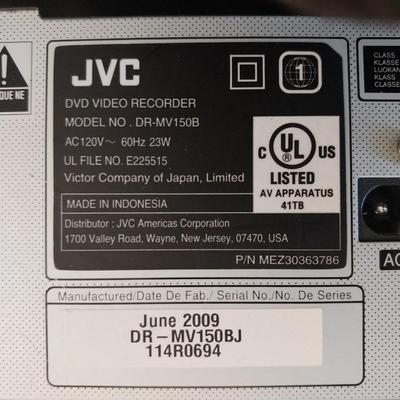 QUE NE
JVC
DVD VIDEO RECORDER
MODEL NO. DR-MV150B
AC120V~ 60Hz 23W
UL FILE NO. E225515
Victor Company of Japan, Limited
1
C UL US
LISTED
AV APPARATUS
41TB
MADE IN INDONESIA
Distributor : JVC Americas Corporation
1700 Valley Road, Wayne, New Jersey, 07470, USA
P/N MEZ30363786
CLASS
KLASSE
LUOKAN
KLASS
CLASSE
AC
Manufactured/Date De Fab./ Serial No./No. De Series
June 2009
DR-MV150BJ
114R0694